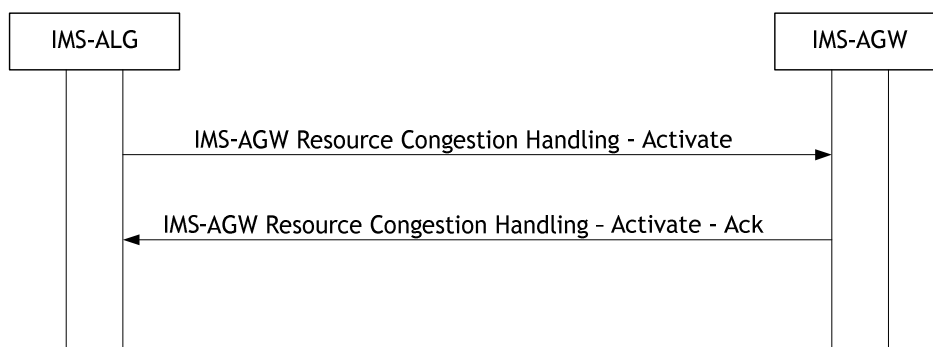 IMS-ALG
IMS-AGW
IMS-AGW Resource Congestion Handling - Activate
IMS-AGW Resource Congestion Handling – Activate - Ack